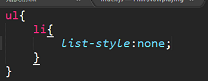 ul{
li{
list-style:none;
}
}